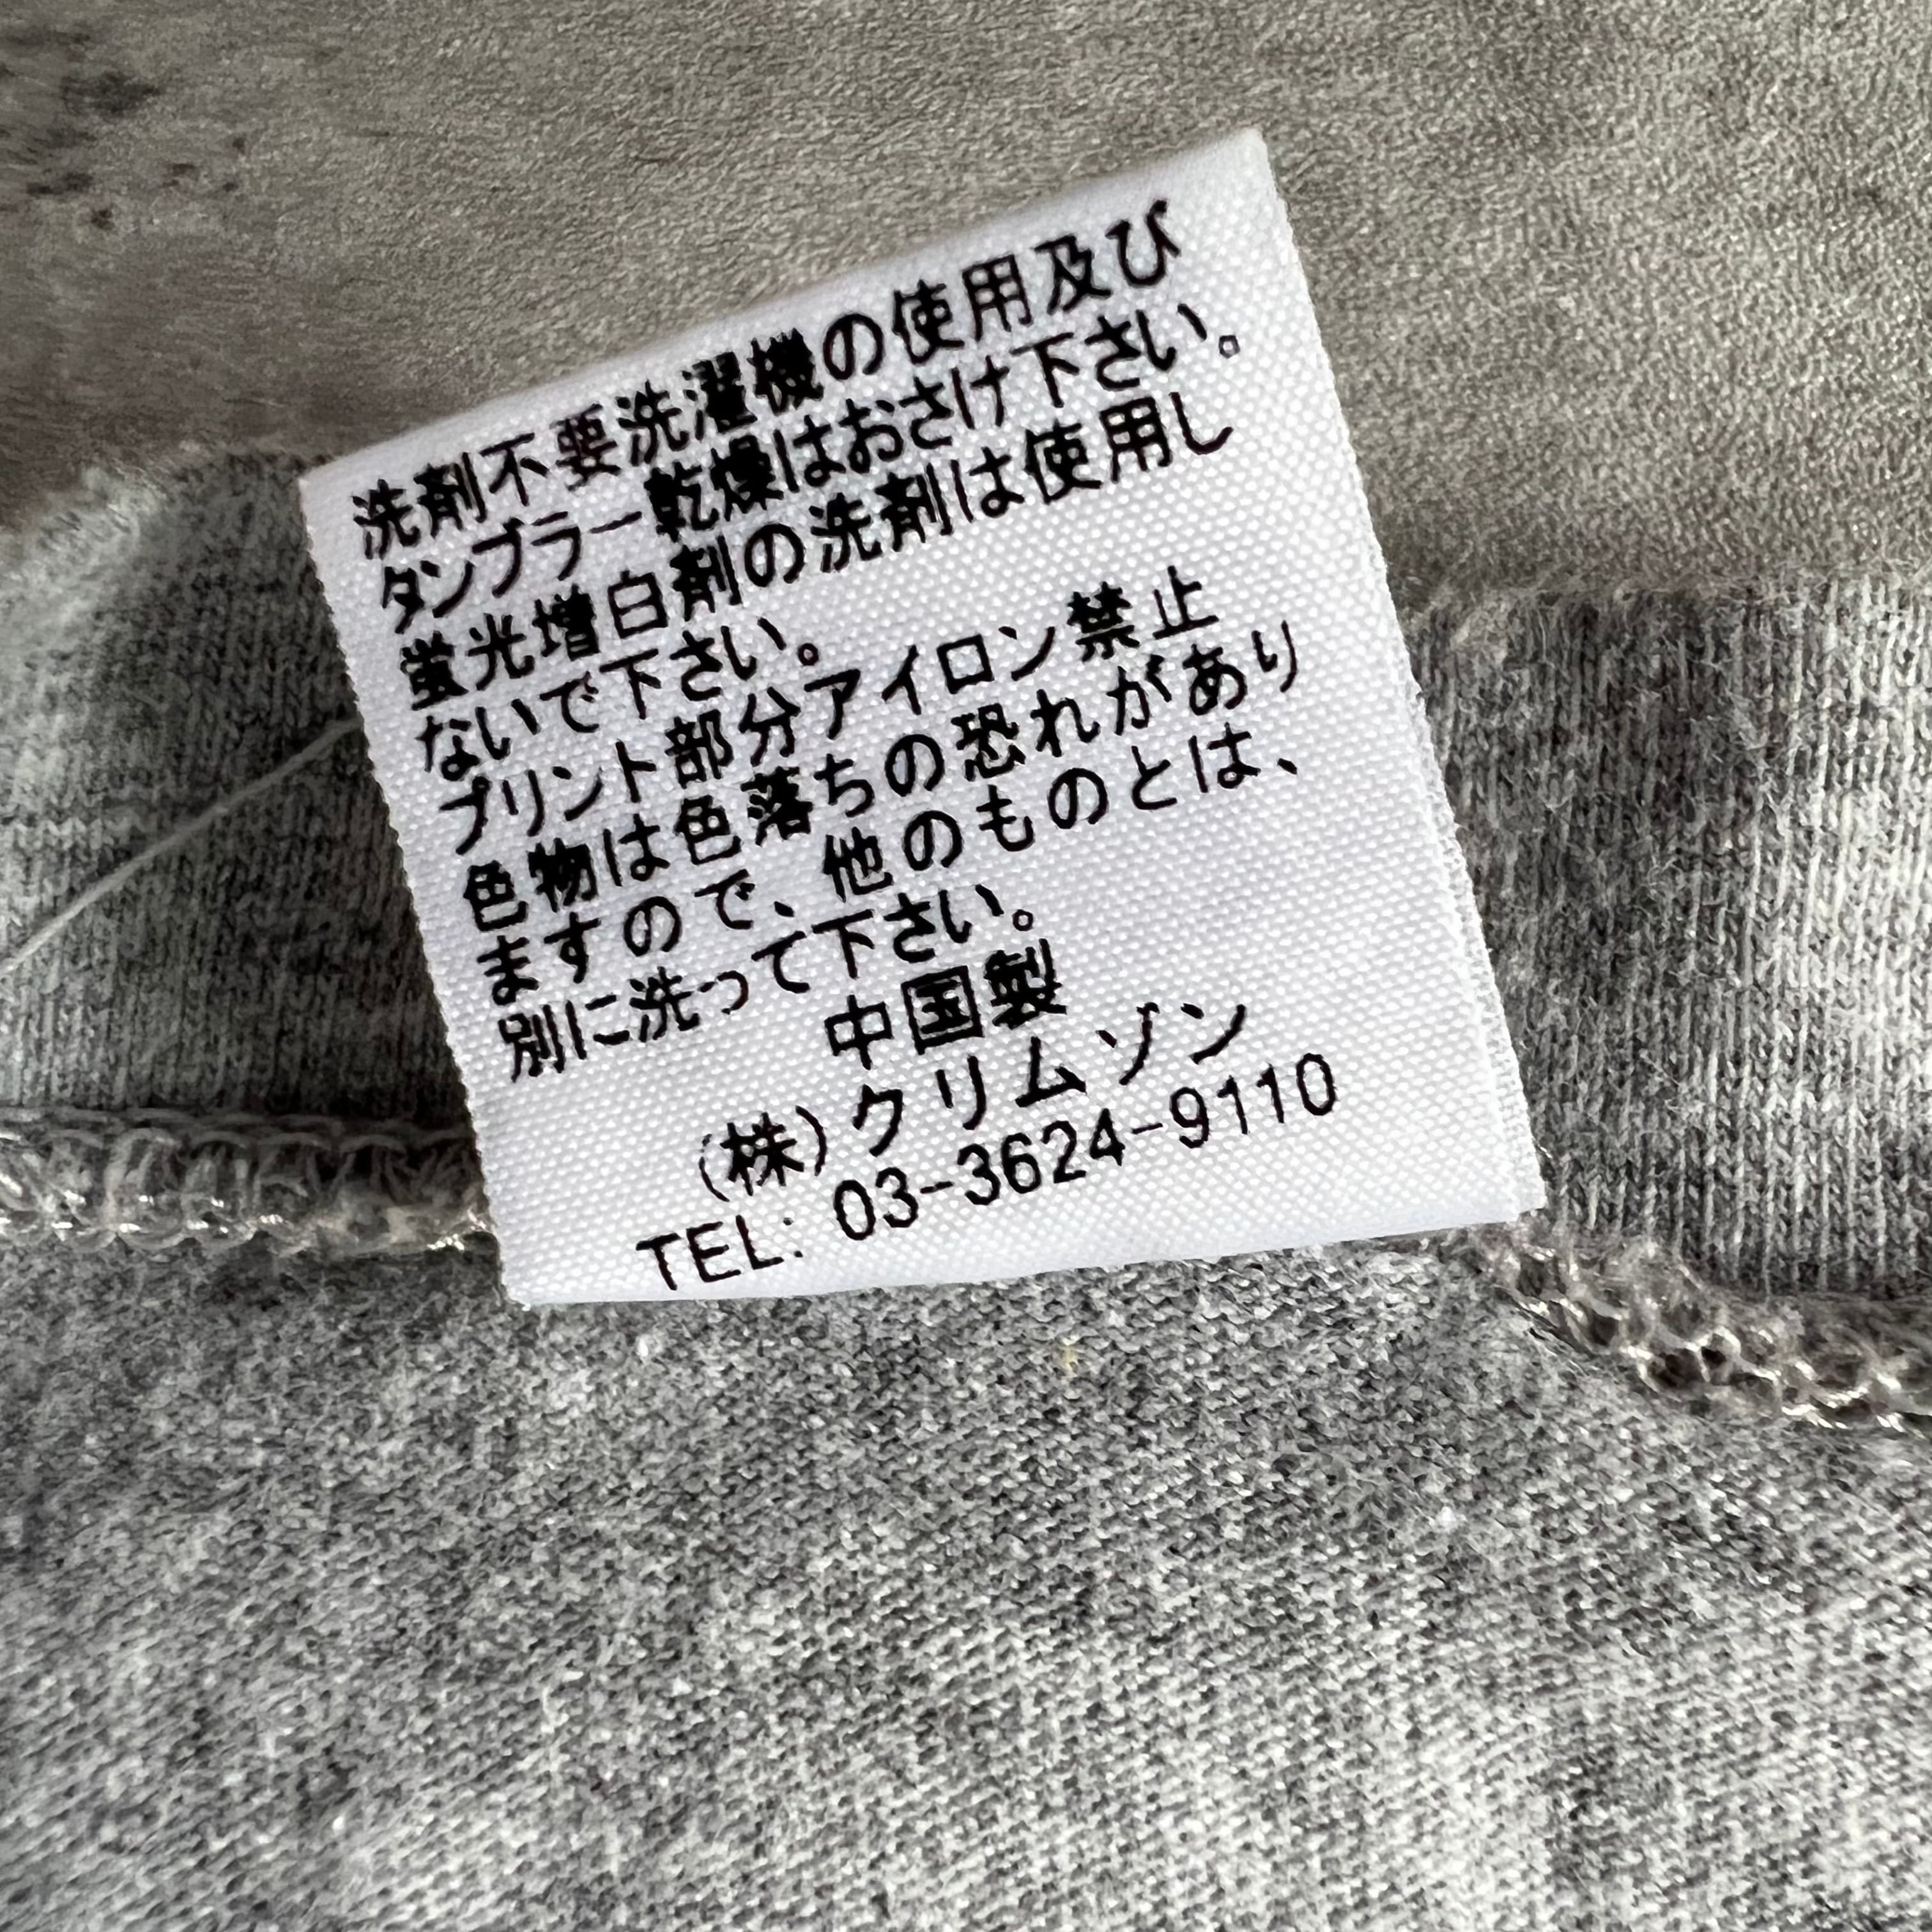 洗剤不要洗濯機の使用及び
タンブラー乾燥はおさけ下さい。
蛍光増白剤の洗剤は使用し
ないで下さい。
プリント部分アイロン禁止
色物は色落ちの恐れがあり
ますので、他のものとは、
別に洗って下さい。
中国製
(株)クリムゾン
TEL: 03-3624-9110